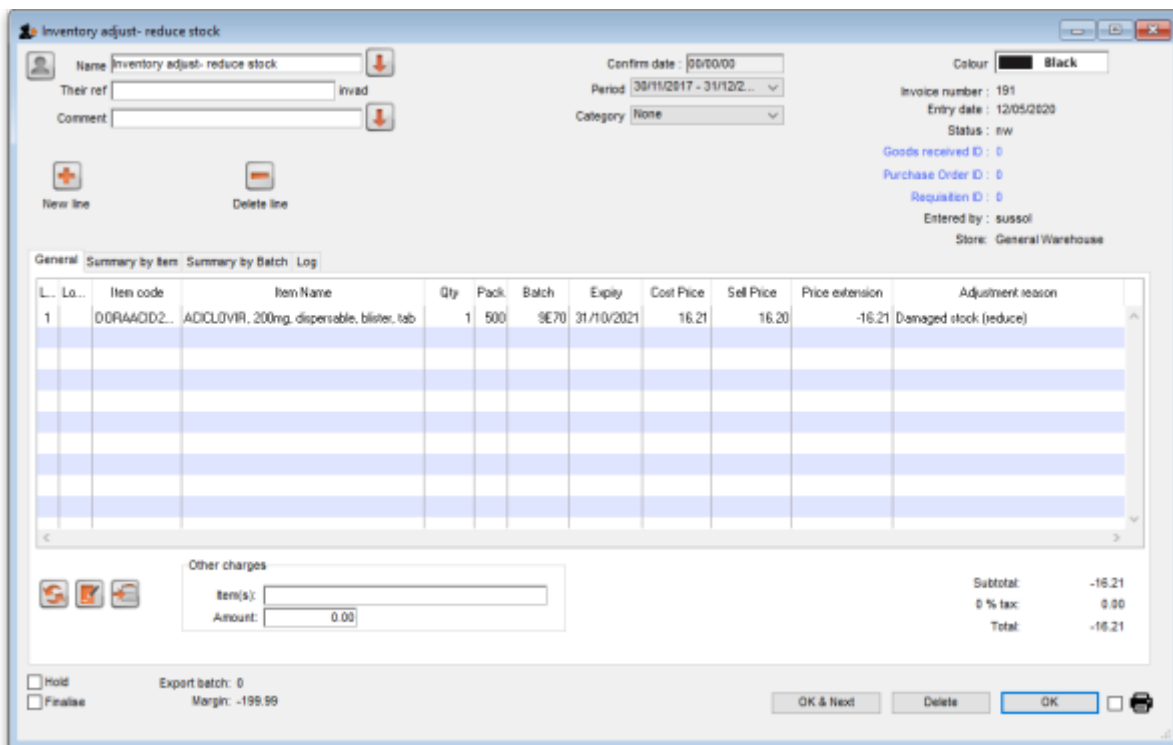 Inventory adjust- reduce stock
Name Inventory adjust- reduce stock
Their ref invad
Comment
Confirm date : 00/00/00
Period 30/11/2017 - 31/12/2...
Category None
Colour Black
Invoice number : 191
Entry date : 12/05/2020
Status : nw
Goods received ID : 0
Purchase Order ID : 0
Requisition ID : 0
Entered by : sussol
Store: General Warehouse
New line Delete line
General Summary by Item Summary by Batch Log
L... Lo... Item code Item Name Qty Pack Batch Expiry Cost Price Sell Price Price extension Adjustment reason
1 DORAACID2... ACICLOVIR, 200mg, dispersable, blister, tab 1 500 9E70 31/10/2021 16.21 16.20 -16.21 Damaged stock (reduce)
Other charges
Item(s):
Amount: 0.00
Subtotal: -16.21
0 % tax: 0.00
Total: -16.21
Hold
Finalise
Export batch: 0
Margin: -199.99
OK & Next Delete OK